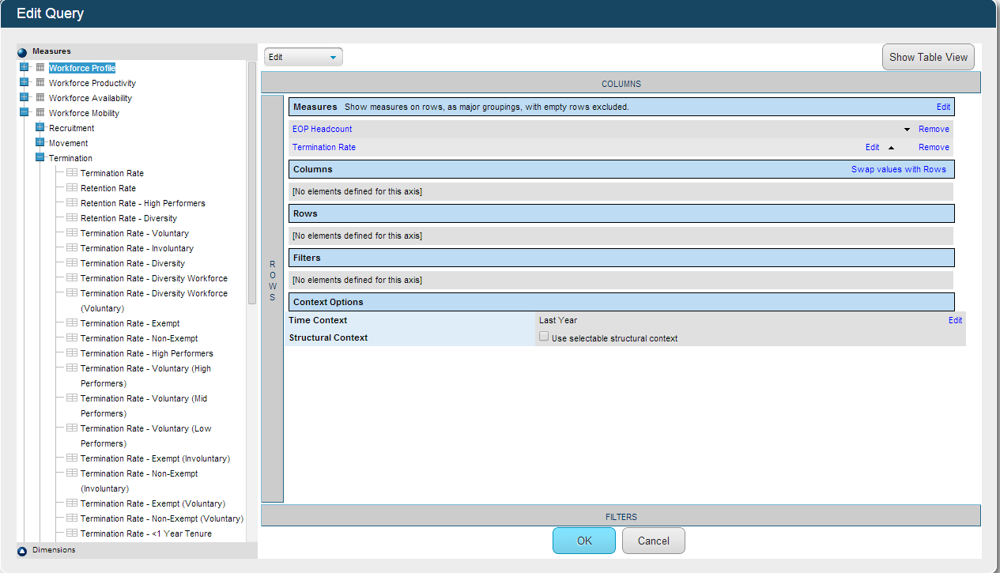 Edit Query
Measures
Workforce Profile
Workforce Productivity
Workforce Availability
Workforce Mobility
Recruitment
Movement
Termination
Termination Rate
Retention Rate
Retention Rate - High Performers
Retention Rate - Diversity
Termination Rate - Voluntary
Termination Rate - Involuntary
Termination Rate - Diversity
Termination Rate - Diversity Workforce
Termination Rate - Diversity Workforce
(Voluntary)
Termination Rate - Exempt
Termination Rate - Non-Exempt
Termination Rate - High Performers
Termination Rate - Voluntary (High
Performers)
Termination Rate - Voluntary (Mid
Performers)
Termination Rate - Voluntary (Low
Performers)
Termination Rate - Exempt (Involuntary)
Termination Rate - Non-Exempt
(Involuntary)
Termination Rate - Exempt (Voluntary)
Termination Rate - Non-Exempt (Voluntary)
Termination Rate - <1 Year Tenure
Dimensions
Edit
Show Table View
COLUMNS
ROWS
Measures Show measures on rows, as major groupings, with empty rows excluded. Edit
EOP Headcount Remove
Termination Rate Edit Remove
Columns Swap values with Rows
[No elements defined for this axis]
Rows
[No elements defined for this axis]
Filters
[No elements defined for this axis]
Context Options
Time Context Last Year Edit
Structural Context Use selectable structural context
FILTERS
OK Cancel